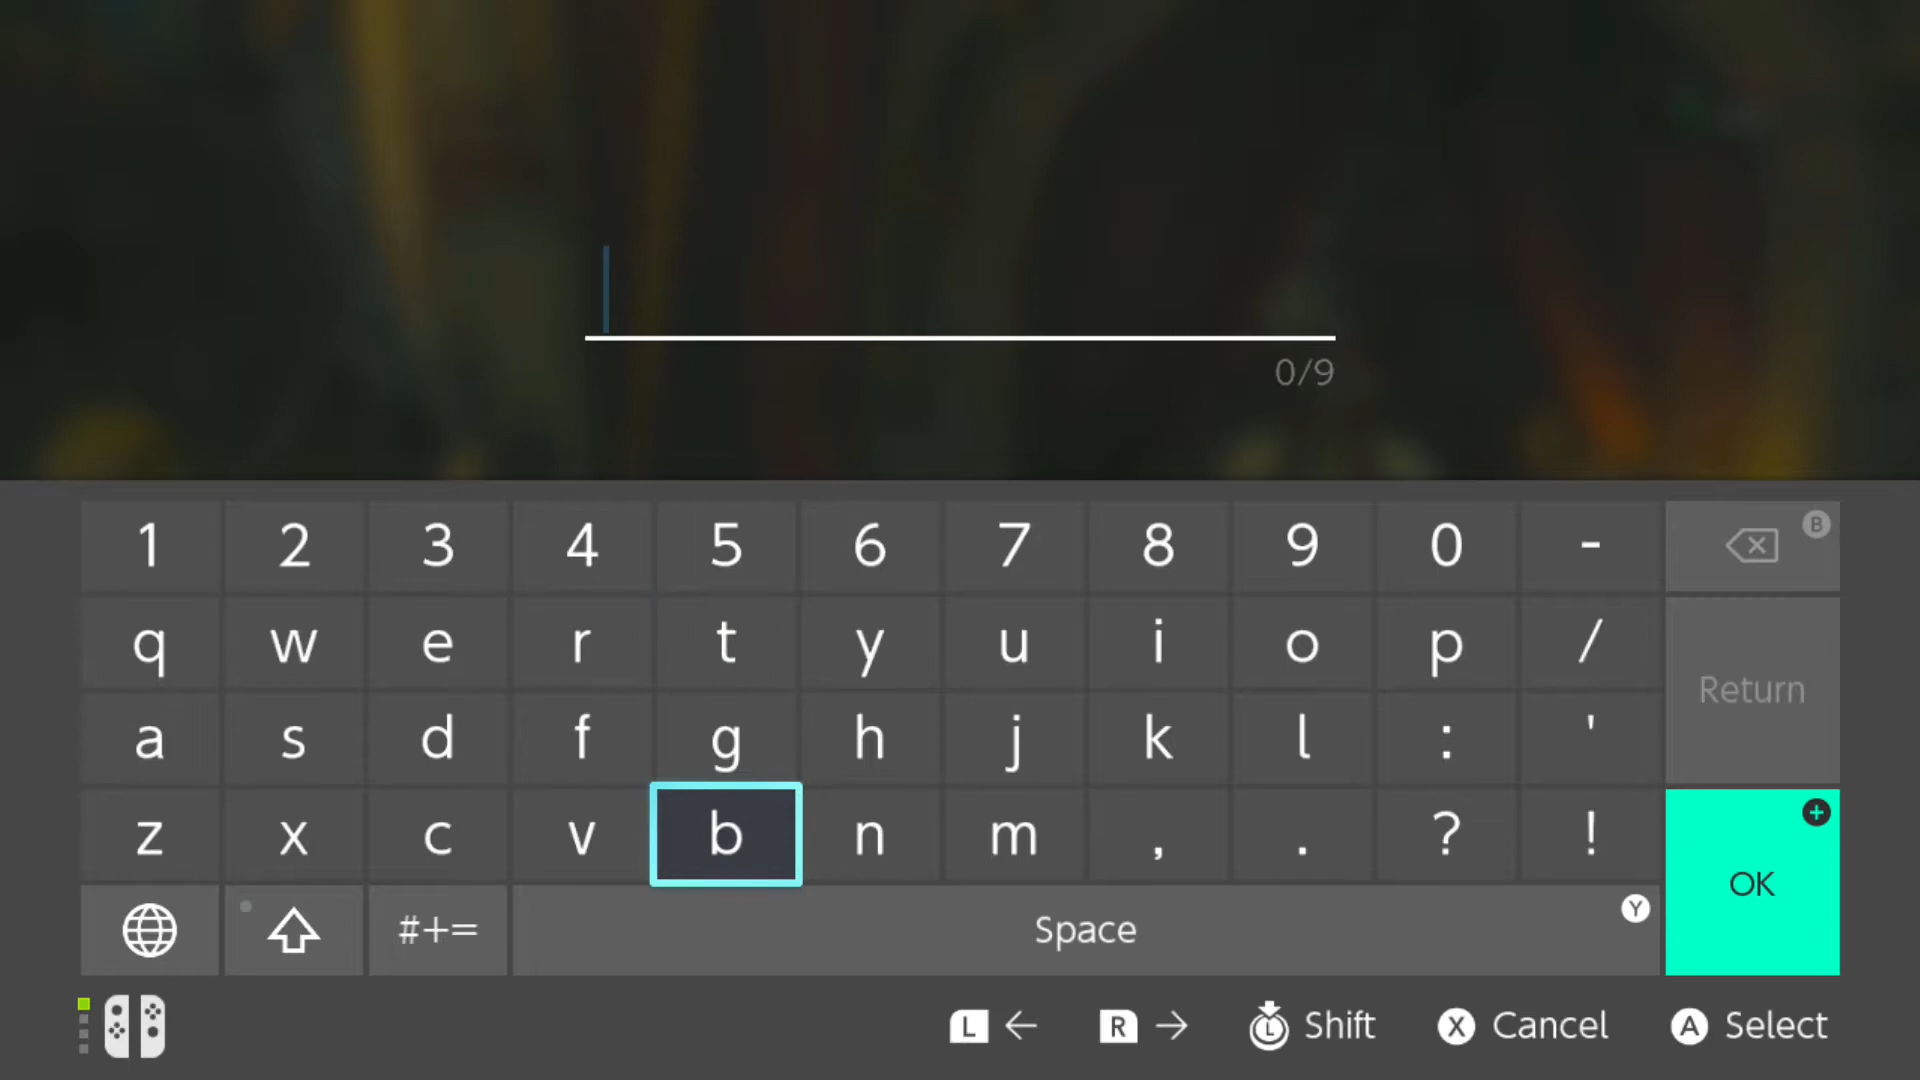 0/9
1 2 3 4 5 6 7 8 9 0 - B
q w e r t y u i o p /
Return
a s d f g h j k l : '
z x c v b n m , . ? ! +
OK
#+= Space Y
L ← R → L Shift X Cancel A Select